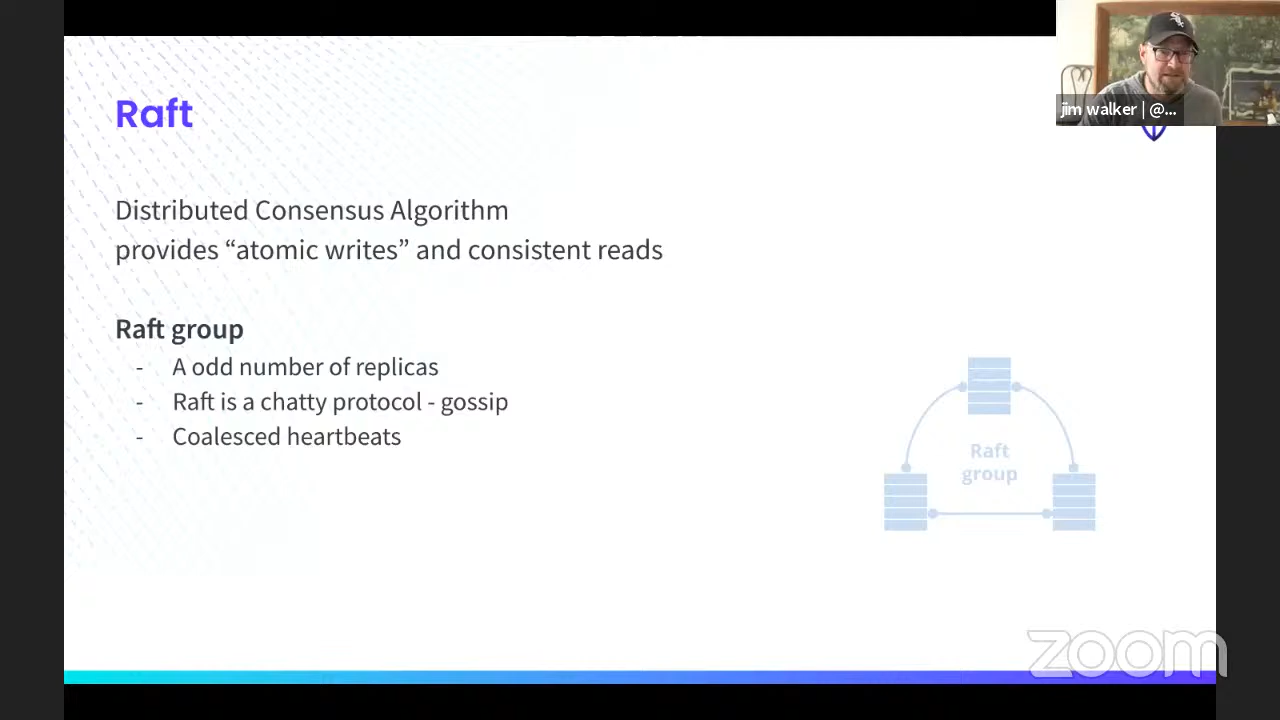 jim walker | @...
Raft
Distributed Consensus Algorithm
provides “atomic writes” and consistent reads
Raft group
- A odd number of replicas
- Raft is a chatty protocol - gossip
- Coalesced heartbeats
Raft
group
zoom